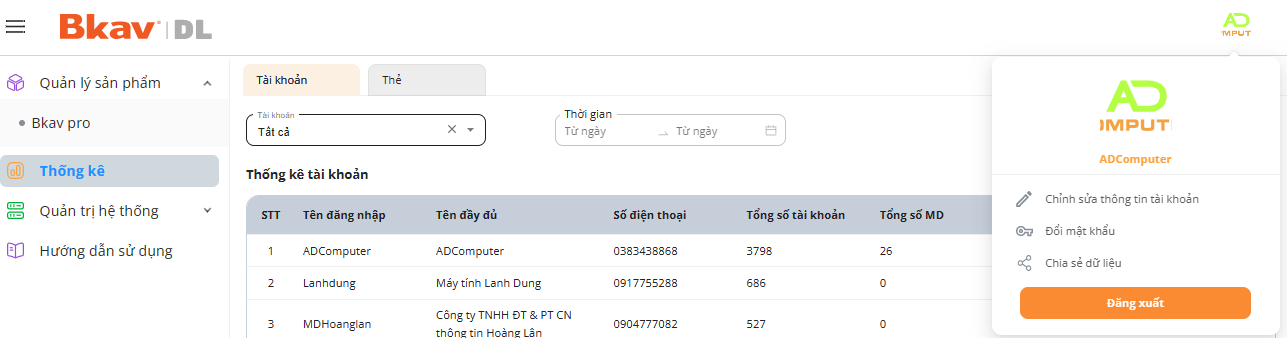 Bkav DL
AD
OMPUT
Quản lý sản phẩm
Bkav pro
Thống kê
Quản trị hệ thống
Hướng dẫn sử dụng
Tài khoản Thẻ
Tài khoản
Tất cả
Thời gian
Từ ngày Từ ngày
Thống kê tài khoản
STT Tên đăng nhập Tên đầy đủ Số điện thoại Tổng số tài khoản Tổng số MD
1 ADComputer ADComputer 0383438868 3798 26
2 Lanhdung Máy tính Lanh Dung 0917755288 686 0
3 MDHoanglan Công ty TNHH ĐT & PT CN 0904777082 527 0
thông tin Hoàng Lân
AD
OMPUT
ADComputer
Chỉnh sửa thông tin tài khoản
Đổi mật khẩu
Chia sẻ dữ liệu
Đăng xuất